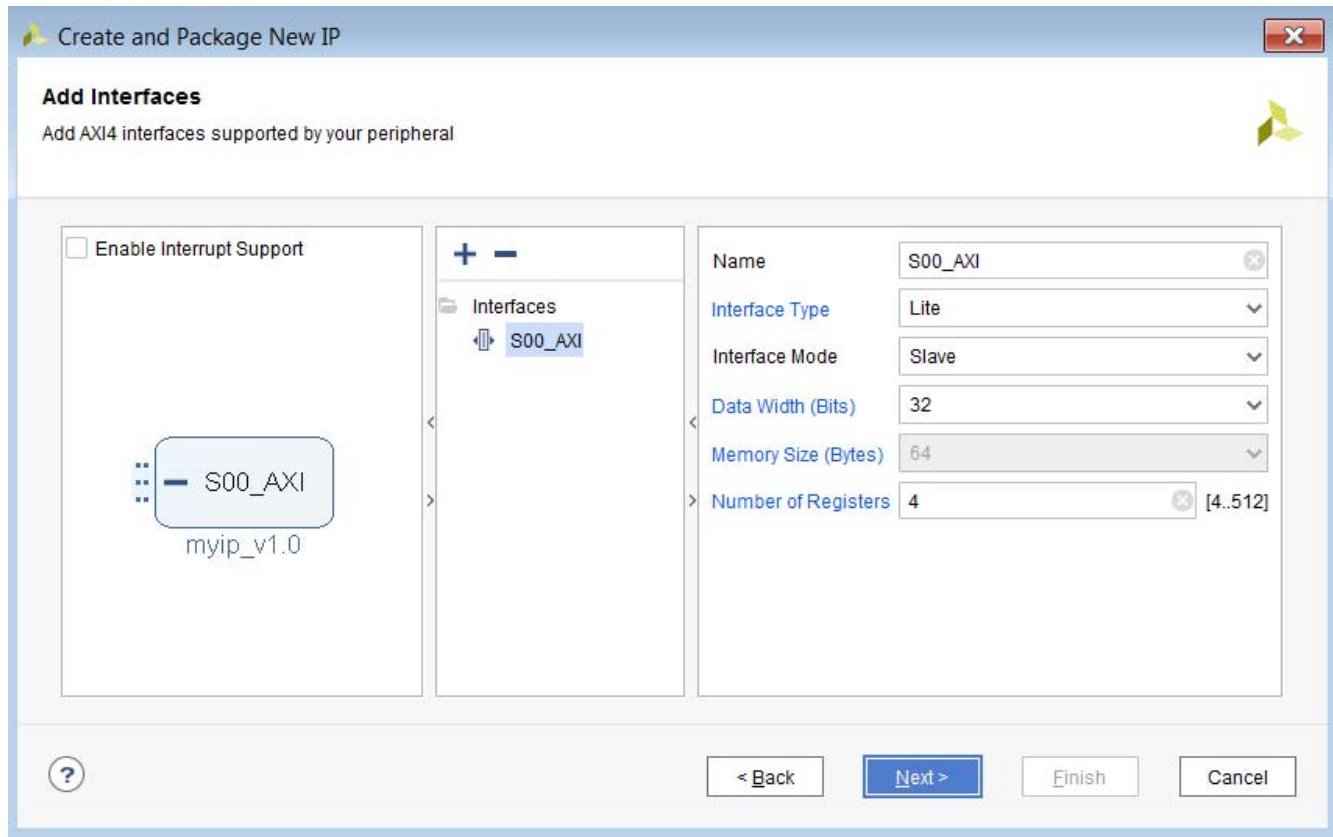 Create and Package New IP
Add Interfaces
Add AXI4 interfaces supported by your peripheral
Enable Interrupt Support
S00_AXI
myip_v1.0
+ −
Interfaces
S00_AXI
Name S00_AXI
Interface Type Lite
Interface Mode Slave
Data Width (Bits) 32
Memory Size (Bytes) 64
Number of Registers 4 [4..512]
?
< Back Next > Finish Cancel